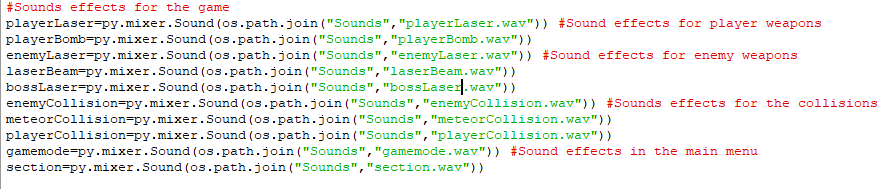 #Sounds effects for the game
playerLaser=py.mixer.Sound(os.path.join("Sounds","playerLaser.wav")) #Sound effects for player weapons
playerBomb=py.mixer.Sound(os.path.join("Sounds","playerBomb.wav"))
enemyLaser=py.mixer.Sound(os.path.join("Sounds","enemyLaser.wav")) #Sound effects for enemy weapons
laserBeam=py.mixer.Sound(os.path.join("Sounds","laserBeam.wav"))
bossLaser=py.mixer.Sound(os.path.join("Sounds","bossLaser.wav"))
enemyCollision=py.mixer.Sound(os.path.join("Sounds","enemyCollision.wav")) #Sounds effects for the collisions
meteorCollision=py.mixer.Sound(os.path.join("Sounds","meteorCollision.wav"))
playerCollision=py.mixer.Sound(os.path.join("Sounds","playerCollision.wav"))
gamemode=py.mixer.Sound(os.path.join("Sounds","gamemode.wav")) #Sound effects in the main menu
section=py.mixer.Sound(os.path.join("Sounds","section.wav"))